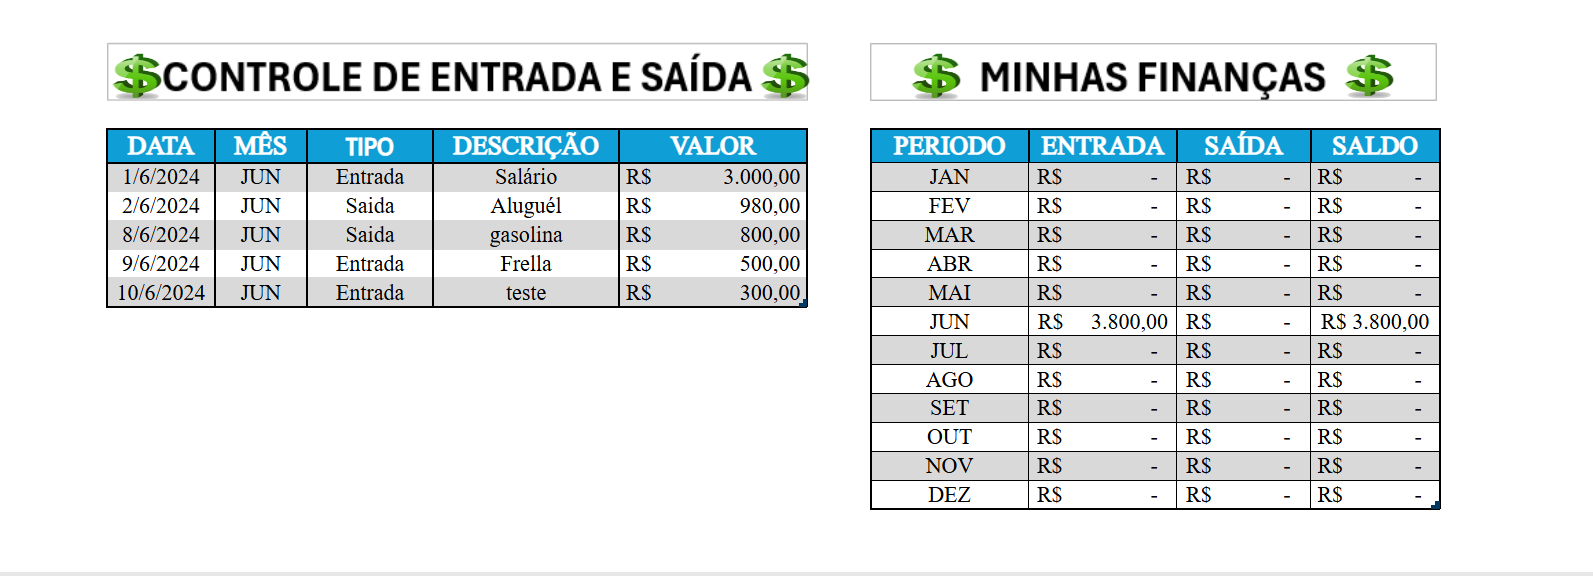 CONTROLE DE ENTRADA E SAÍDA
DATA MÊS TIPO DESCRIÇÃO VALOR
1/6/2024 JUN Entrada Salário R$ 3.000,00
2/6/2024 JUN Saida Aluguél R$ 980,00
8/6/2024 JUN Saida gasolina R$ 800,00
9/6/2024 JUN Entrada Frella R$ 500,00
10/6/2024 JUN Entrada teste R$ 300,00
MINHAS FINANÇAS
PERIODO ENTRADA SAÍDA SALDO
JAN R$ - R$ - R$ -
FEV R$ - R$ - R$ -
MAR R$ - R$ - R$ -
ABR R$ - R$ - R$ -
MAI R$ - R$ - R$ -
JUN R$ 3.800,00 R$ - R$ 3.800,00
JUL R$ - R$ - R$ -
AGO R$ - R$ - R$ -
SET R$ - R$ - R$ -
OUT R$ - R$ - R$ -
NOV R$ - R$ - R$ -
DEZ R$ - R$ - R$ -